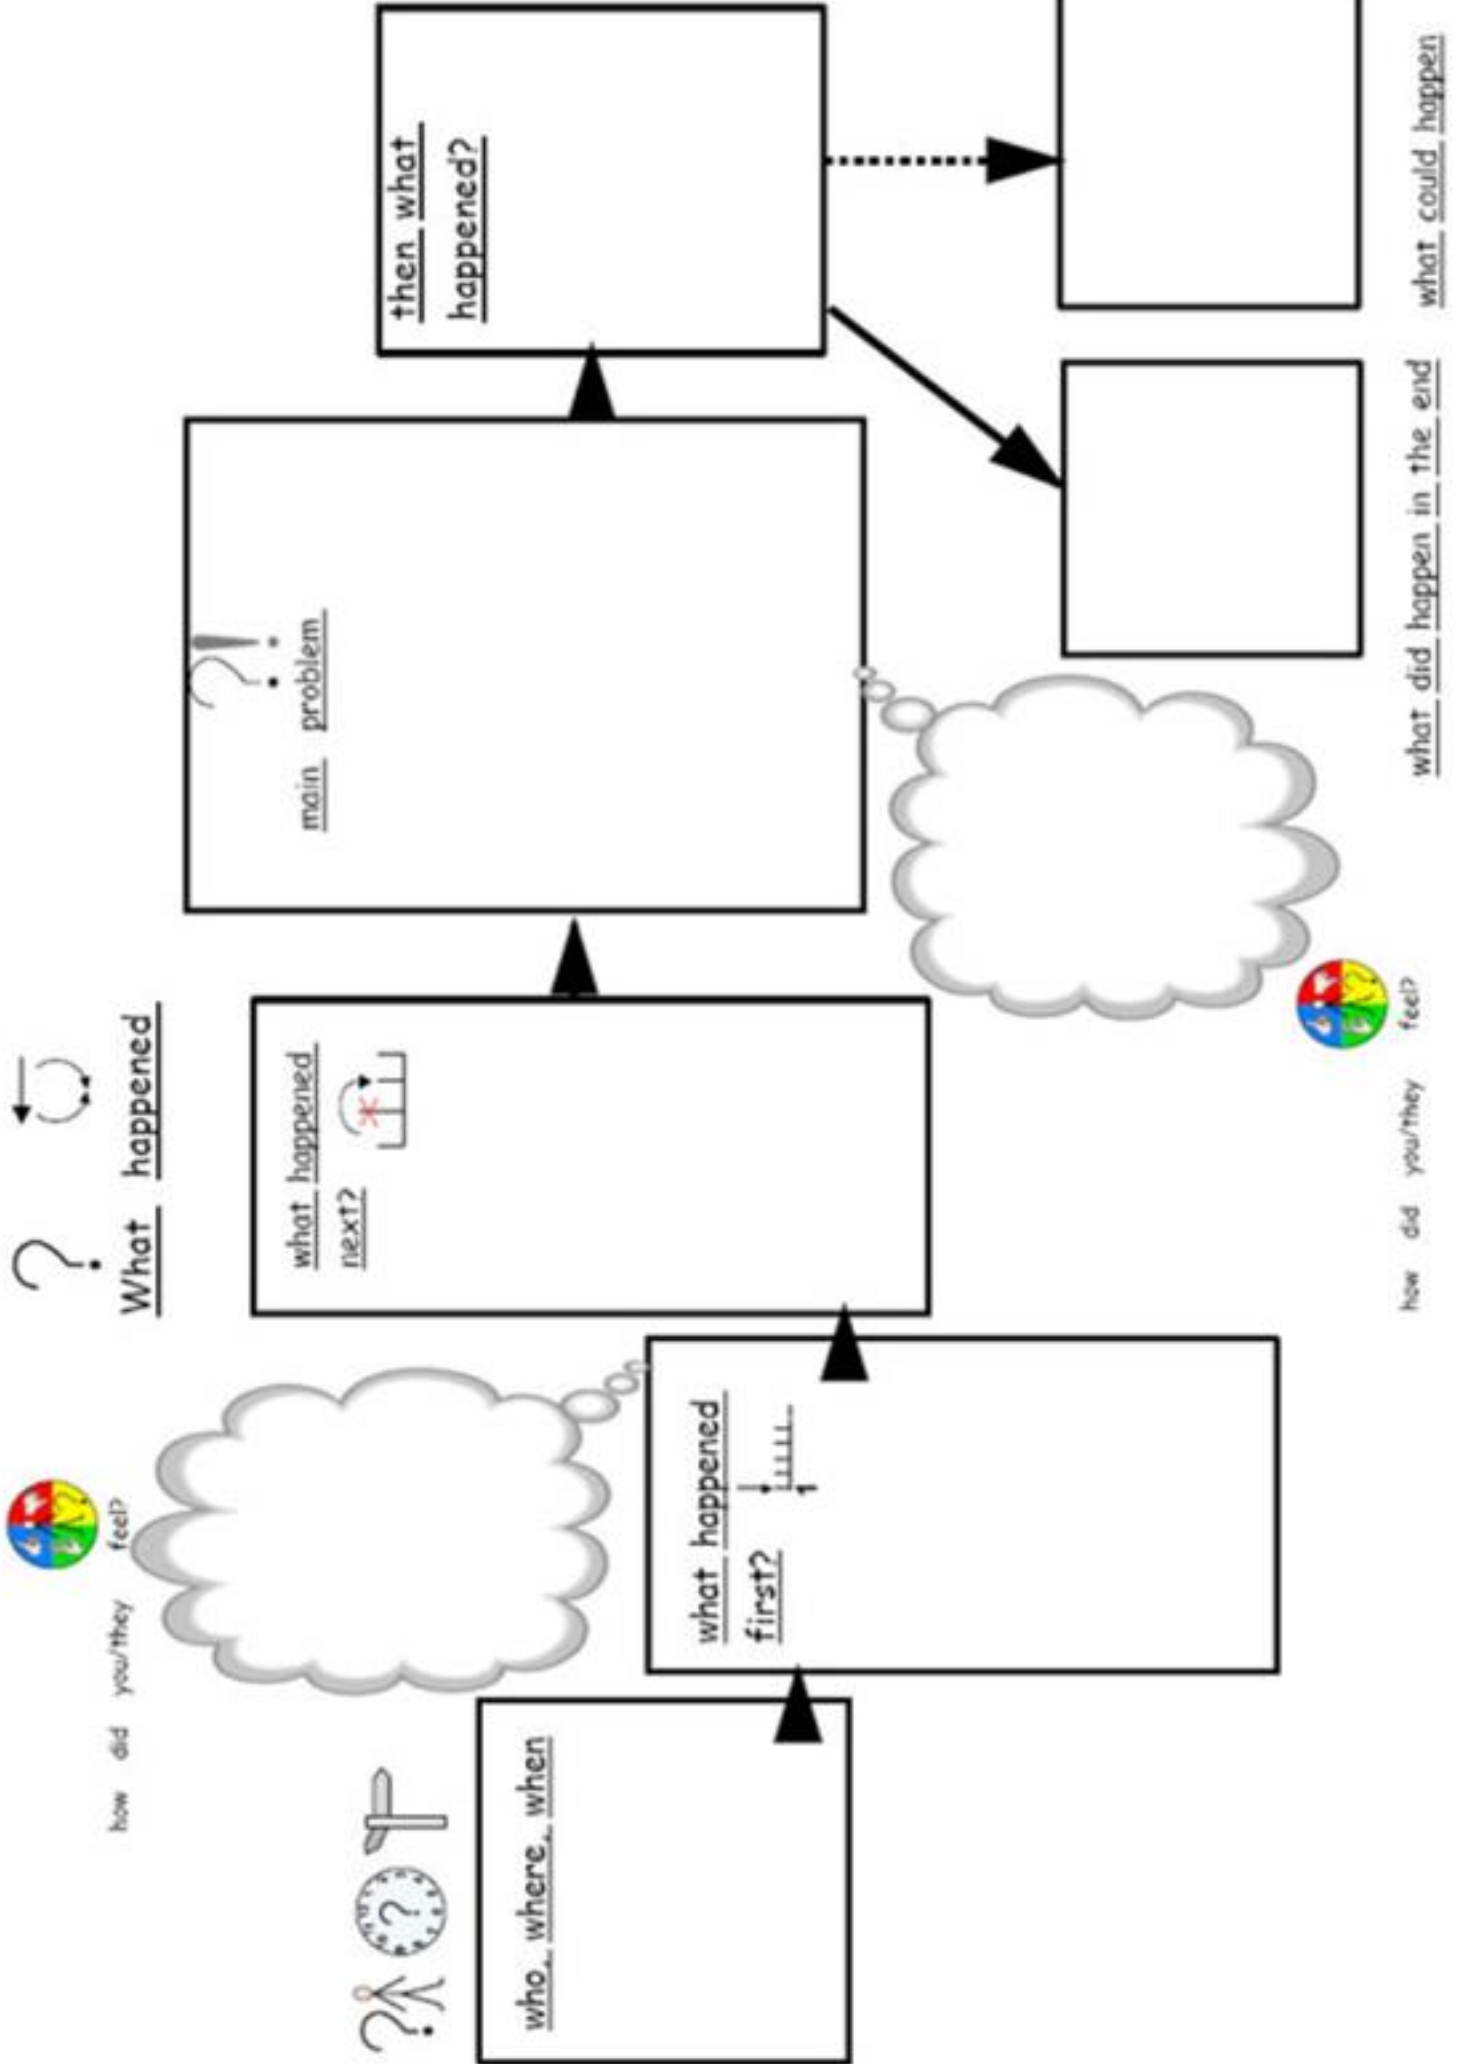 What happened
how did you/they feel?
who, where, when
what happened
first?
1
what happened
next?
main problem
then what
happened?
how did you/they feel?
what did happen in the end
what could happen